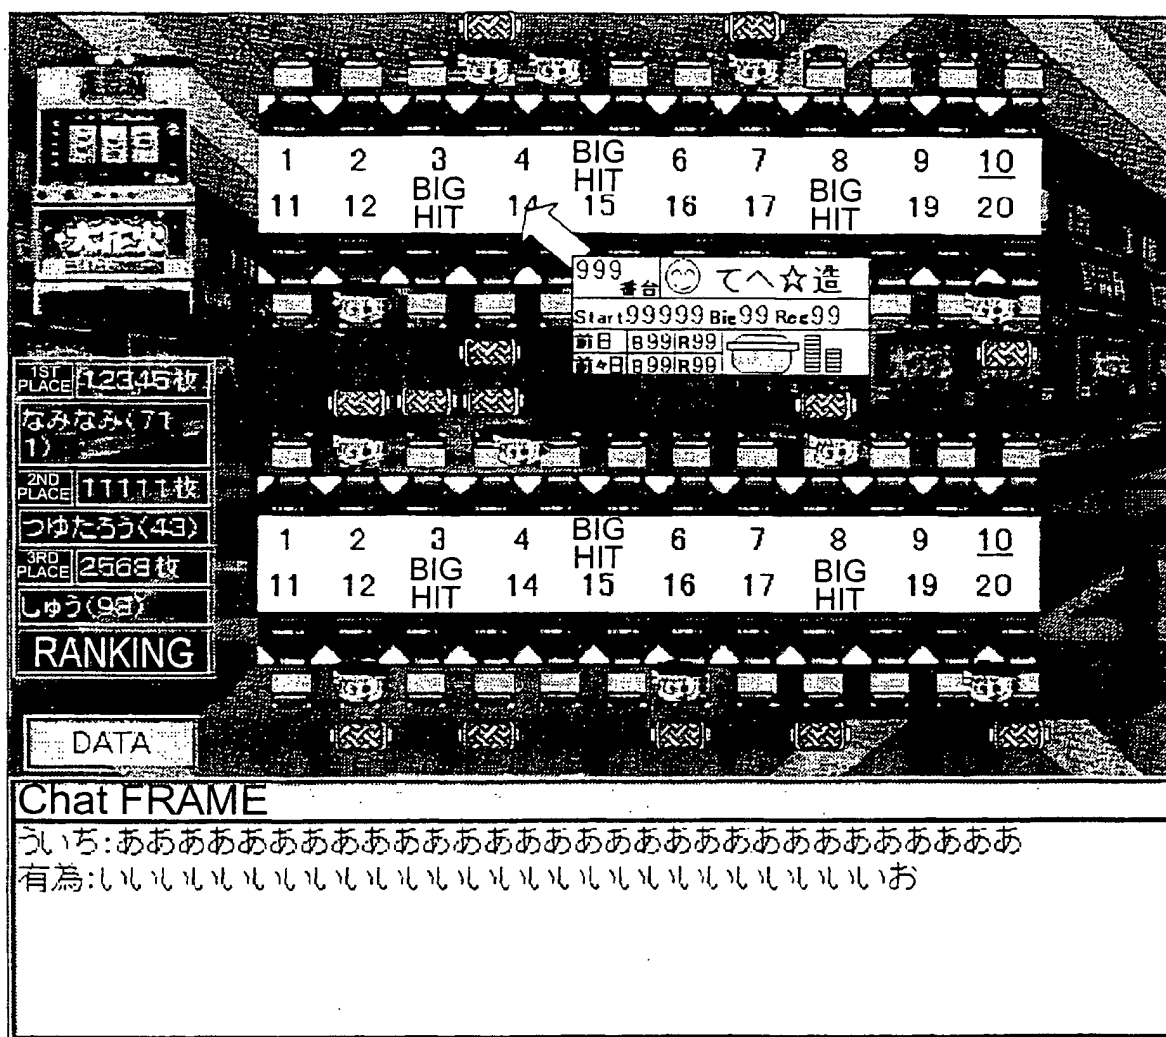 1 2 3 4 BIG HIT 6 7 8 9 10
11 12 BIG HIT 14 15 16 17 BIG HIT 19 20
999番台 てへ☆造
Start99999 Big99 Reg99
前日 B99 R99
前々日 B99 R99
1ST PLACE 12345枚
なみなみ(711)
2ND PLACE 11111枚
つゆたろう(43)
3RD PLACE 2568枚
しゅう(98)
RANKING
1 2 3 4 BIG HIT 6 7 8 9 10
11 12 BIG HIT 14 15 16 17 BIG HIT 19 20
DATA
Chat FRAME
ういち:ああああああああああああああああああああああああああああああ
有為:いいいいいいいいいいいいいいいいいいいいいいいいいいお